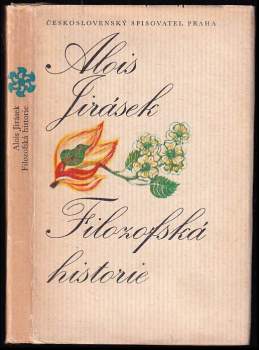 ČESKOSLOVENSKÝ SPISOVATEL PRAHA
Alois
Jirásek
Filozofská
historie
Alois Jirásek
Filozofská historie